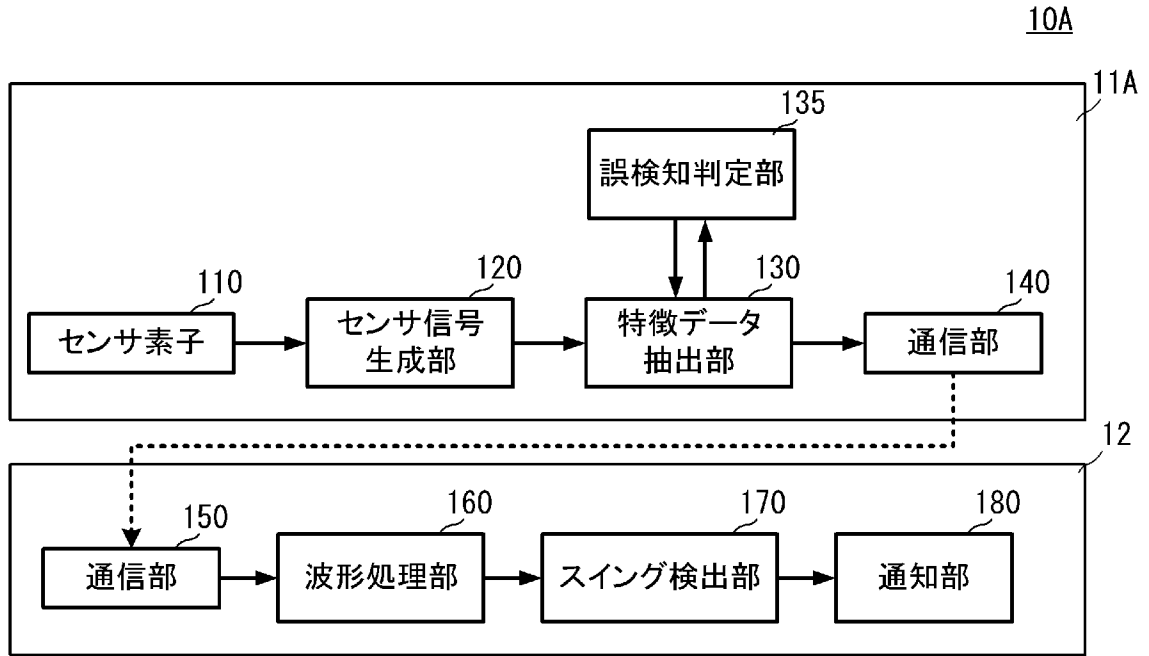 10A
11A
135
誤検知判定部
110
センサ素子
120
センサ信号
生成部
130
特徴データ
抽出部
140
通信部
12
150
通信部
160
波形処理部
170
スイング検出部
180
通知部